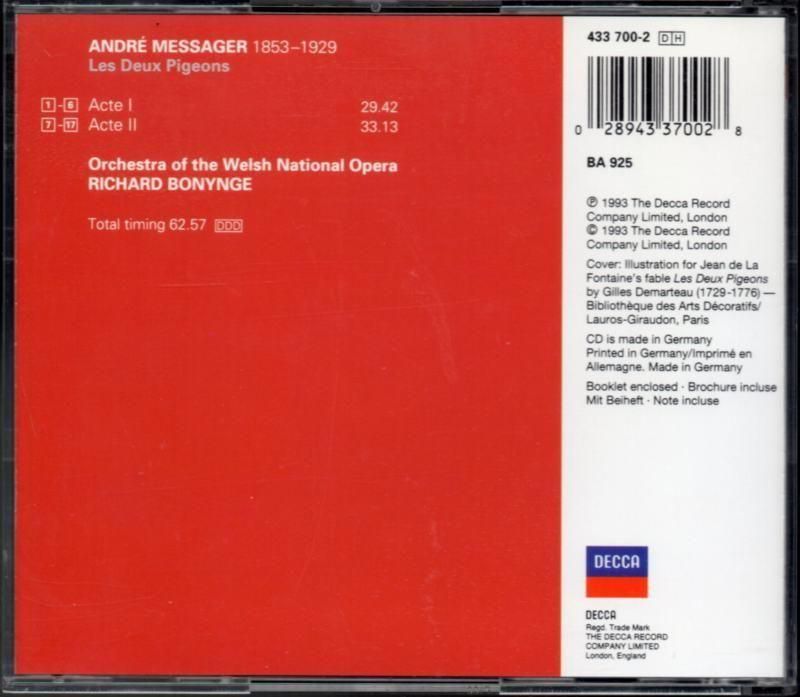 ANDRÉ MESSAGER 1853–1929
Les Deux Pigeons
1-6 Acte I 29.42
7-17 Acte II 33.13
Orchestra of the Welsh National Opera
RICHARD BONYNGE
Total timing 62.57 DDD
433 700-2 DH
0 28943 37002 8
BA 925
℗ 1993 The Decca Record
Company Limited, London
© 1993 The Decca Record
Company Limited, London
Cover: Illustration for Jean de La
Fontaine's fable Les Deux Pigeons
by Gilles Demarteau (1729-1776) —
Bibliothèque des Arts Décoratifs/
Lauros-Giraudon, Paris
CD is made in Germany
Printed in Germany/Imprimé en
Allemagne. Made in Germany
Booklet enclosed · Brochure incluse
Mit Beiheft · Note incluse
DECCA
DECCA
Regd. Trade Mark
THE DECCA RECORD
COMPANY LIMITED
London, England